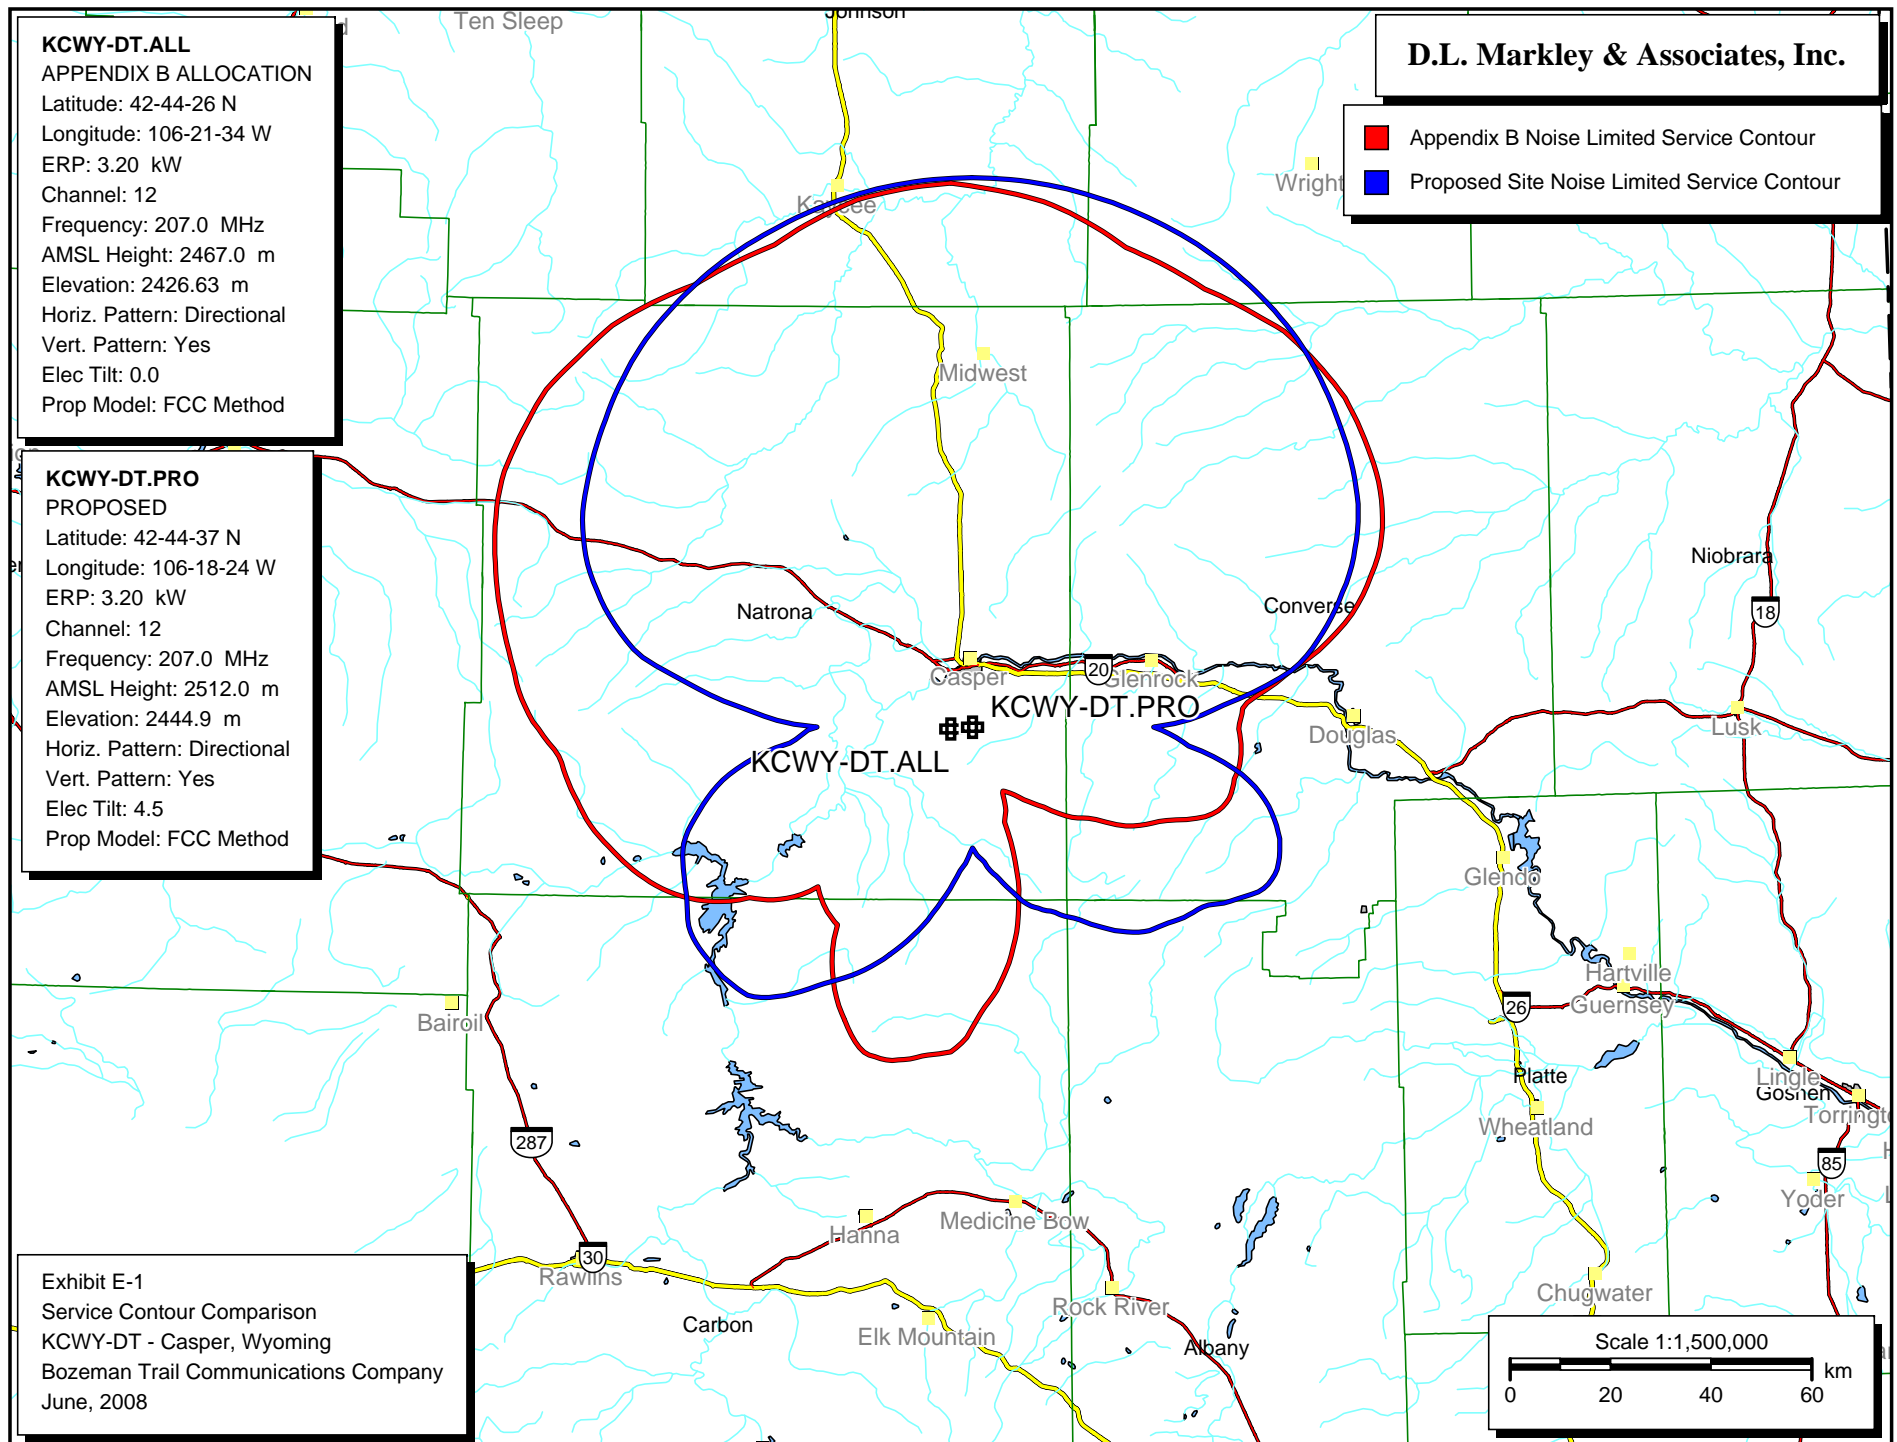 KCWY-DT.ALL
APPENDIX B ALLOCATION
Latitude: 42-44-26 N
Longitude: 106-21-34 W
ERP: 3.20 kW
Channel: 12
Frequency: 207.0 MHz
AMSL Height: 2467.0 m
Elevation: 2426.63 m
Horiz. Pattern: Directional
Vert. Pattern: Yes
Elec Tilt: 0.0
Prop Model: FCC Method
KCWY-DT.PRO
PROPOSED
Latitude: 42-44-37 N
Longitude: 106-18-24 W
ERP: 3.20 kW
Channel: 12
Frequency: 207.0 MHz
AMSL Height: 2512.0 m
Elevation: 2444.9 m
Horiz. Pattern: Directional
Vert. Pattern: Yes
Elec Tilt: 4.5
Prop Model: FCC Method
D.L. Markley & Associates, Inc.
Appendix B Noise Limited Service Contour
Proposed Site Noise Limited Service Contour
Ten Sleep
Johnson
Wright
Kaycee
Midwest
Niobrara
Natrona
Converse
18
Casper
20
Glenrock
KCWY-DT.PRO
KCWY-DT.ALL
Douglas
Lusk
Glendo
Hartville
Guernsey
26
Bairoil
Platte
Lingle
Goshen
Wheatland
287
85
Yoder
Hanna
Medicine Bow
30
Rawlins
Rock River
Chugwater
Carbon
Elk Mountain
Albany
Exhibit E-1
Service Contour Comparison
KCWY-DT - Casper, Wyoming
Bozeman Trail Communications Company
June, 2008
Scale 1:1,500,000
km
0 20 40 60